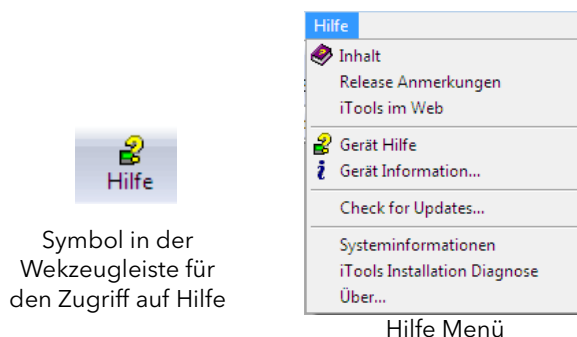 Hilfe
Symbol in der
Wekzeugleiste für
den Zugriff auf Hilfe
Hilfe
Inhalt
Release Anmerkungen
iTools im Web
Gerät Hilfe
Gerät Information...
Check for Updates...
Systeminformationen
iTools Installation Diagnose
Über...
Hilfe Menü